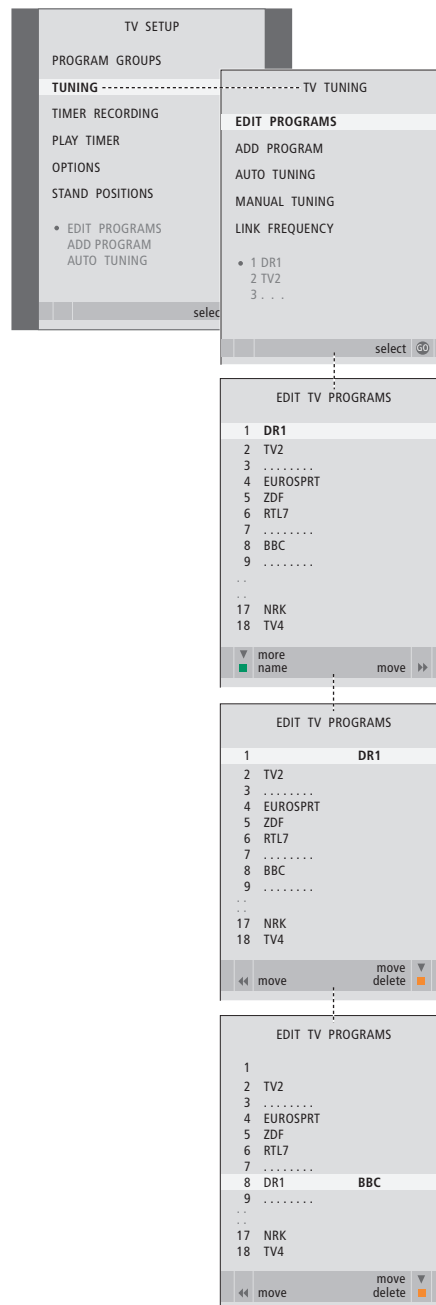 TV SETUP
PROGRAM GROUPS
TUNING
TIMER RECORDING
PLAY TIMER
OPTIONS
STAND POSITIONS
• EDIT PROGRAMS
ADD PROGRAM
AUTO TUNING
selec
TV TUNING
EDIT PROGRAMS
ADD PROGRAM
AUTO TUNING
MANUAL TUNING
LINK FREQUENCY
• 1 DR1
2 TV2
3 . . .
select GO
EDIT TV PROGRAMS
1 DR1
2 TV2
3 . . . . . . . .
4 EUROSPRT
5 ZDF
6 RTL7
7 . . . . . . . .
8 BBC
9 . . . . . . . .
. .
. .
17 NRK
18 TV4
more
name move
EDIT TV PROGRAMS
1 DR1
2 TV2
3 . . . . . . . .
4 EUROSPRT
5 ZDF
6 RTL7
7 . . . . . . . .
8 BBC
9 . . . . . . . .
. .
. .
17 NRK
18 TV4
move
move delete
EDIT TV PROGRAMS
1
2 TV2
3 . . . . . . . .
4 EUROSPRT
5 ZDF
6 RTL7
7 . . . . . . . .
8 DR1 BBC
9 . . . . . . . .
. .
. .
17 NRK
18 TV4
move
move delete